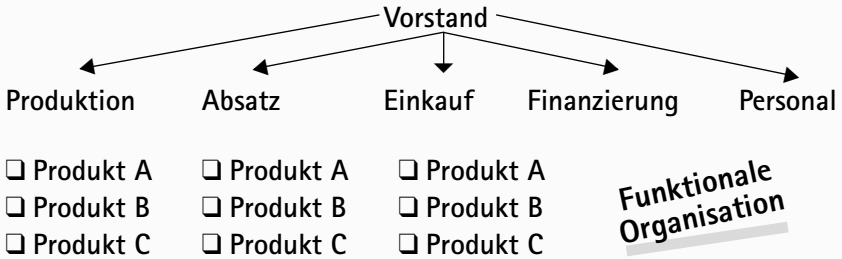 Vorstand
Produktion Absatz Einkauf Finanzierung Personal
❑ Produkt A ❑ Produkt A ❑ Produkt A
❑ Produkt B ❑ Produkt B ❑ Produkt B
❑ Produkt C ❑ Produkt C ❑ Produkt C
Funktionale
Organisation